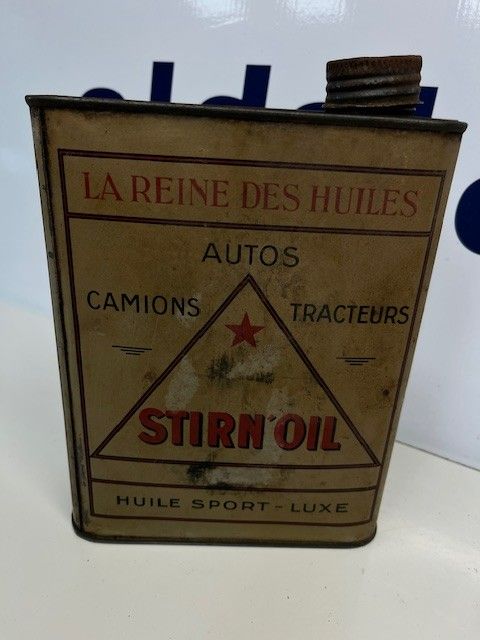 LA REINE DES HUILES
AUTOS
CAMIONS TRACTEURS
STIRN'OIL
HUILE SPORT - LUXE